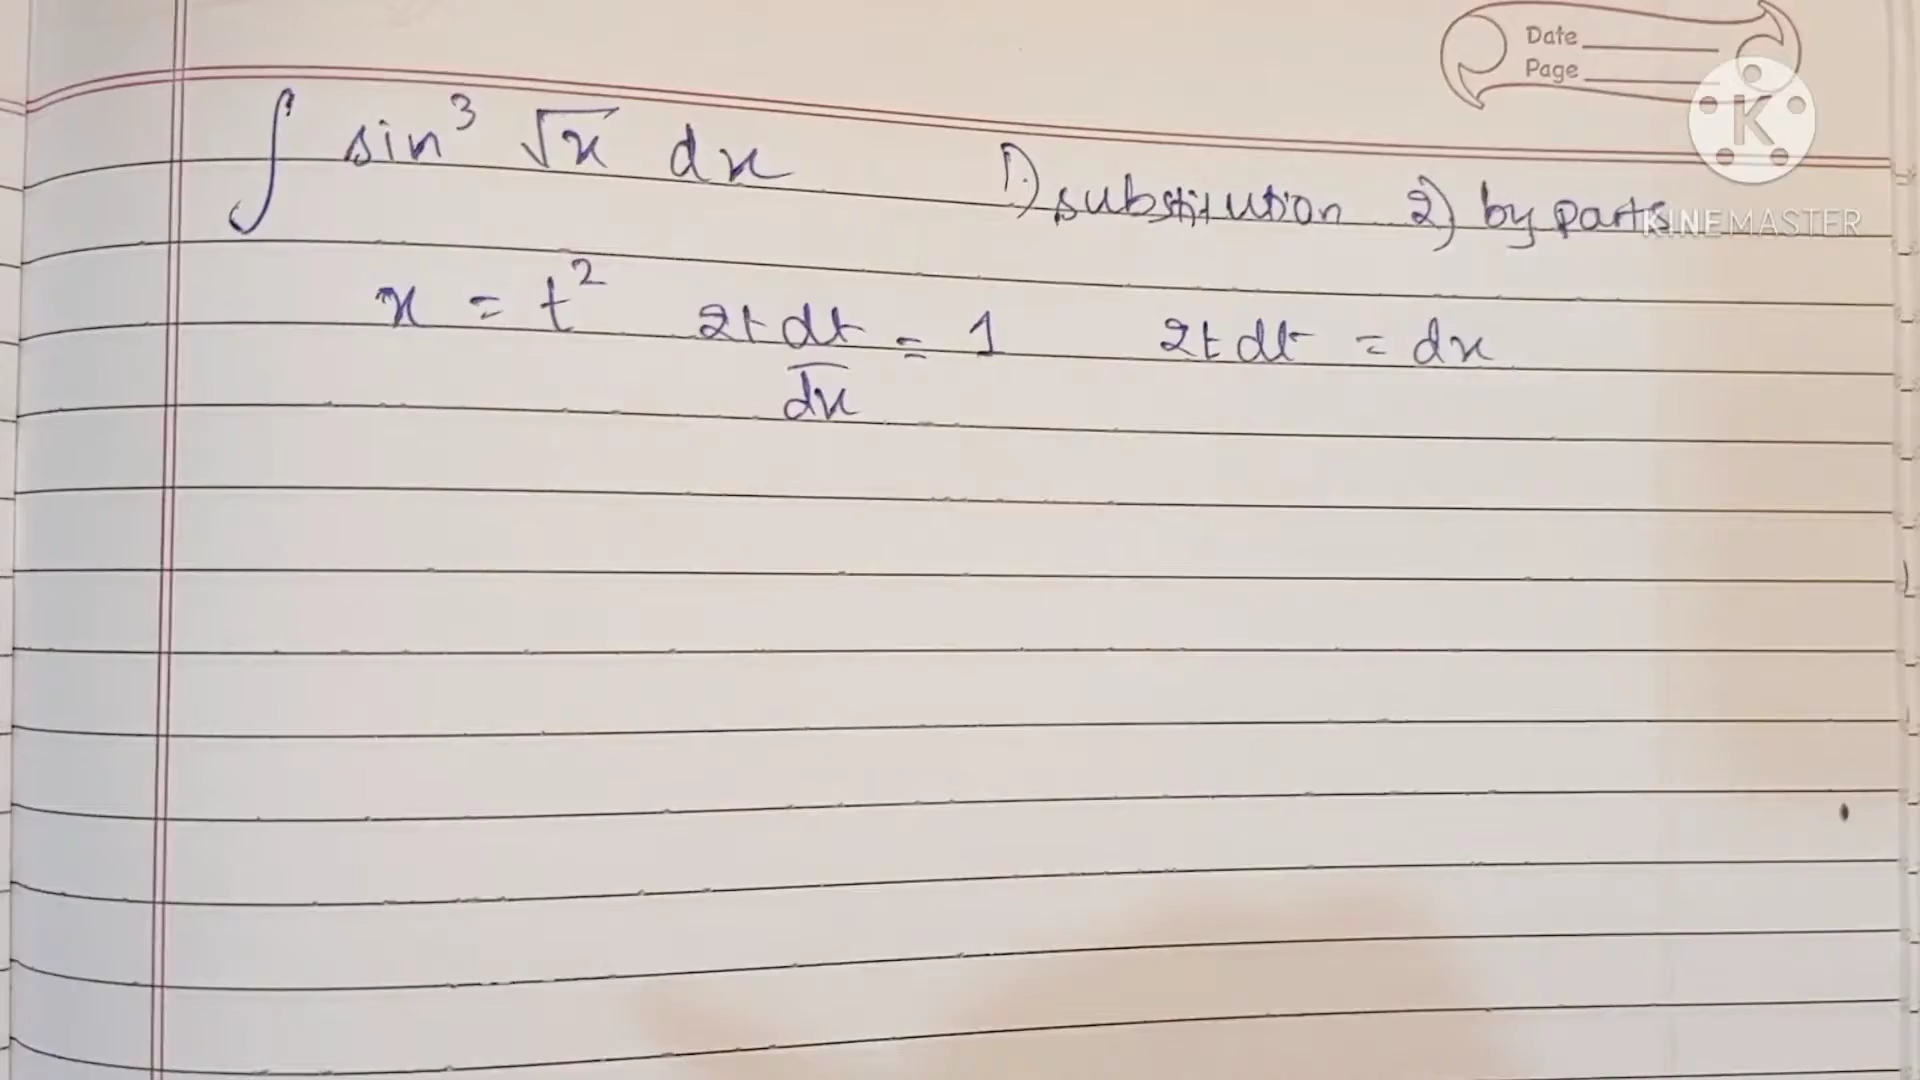 Date
Page
K
∫ sin³ √x dx 1) substitution 2) by parts
KINEMASTER
x = t² 2t dt/dx = 1 2t dt = dx